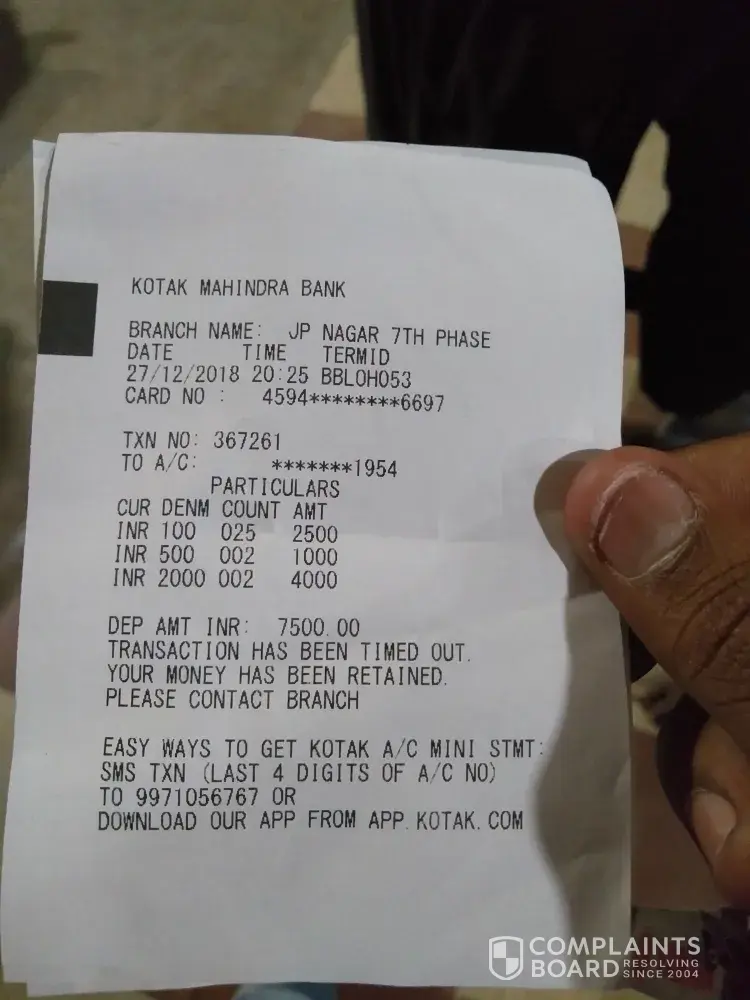 KOTAK MAHINDRA BANK
BRANCH NAME: JP NAGAR 7TH PHASE
DATE TIME TERMID
27/12/2018 20:25 BBLOH053
CARD NO : 4594********6697
TXN NO: 367261
TO A/C: *******1954
PARTICULARS
CUR DENM COUNT AMT
INR 100 025 2500
INR 500 002 1000
INR 2000 002 4000
DEP AMT INR: 7500.00
TRANSACTION HAS BEEN TIMED OUT.
YOUR MONEY HAS BEEN RETAINED.
PLEASE CONTACT BRANCH
EASY WAYS TO GET KOTAK A/C MINI STMT:
SMS TXN (LAST 4 DIGITS OF A/C NO)
TO 9971056767 OR
DOWNLOAD OUR APP FROM APP.KOTAK.COM
COMPLAINTS
BOARD RESOLVING
SINCE 2004